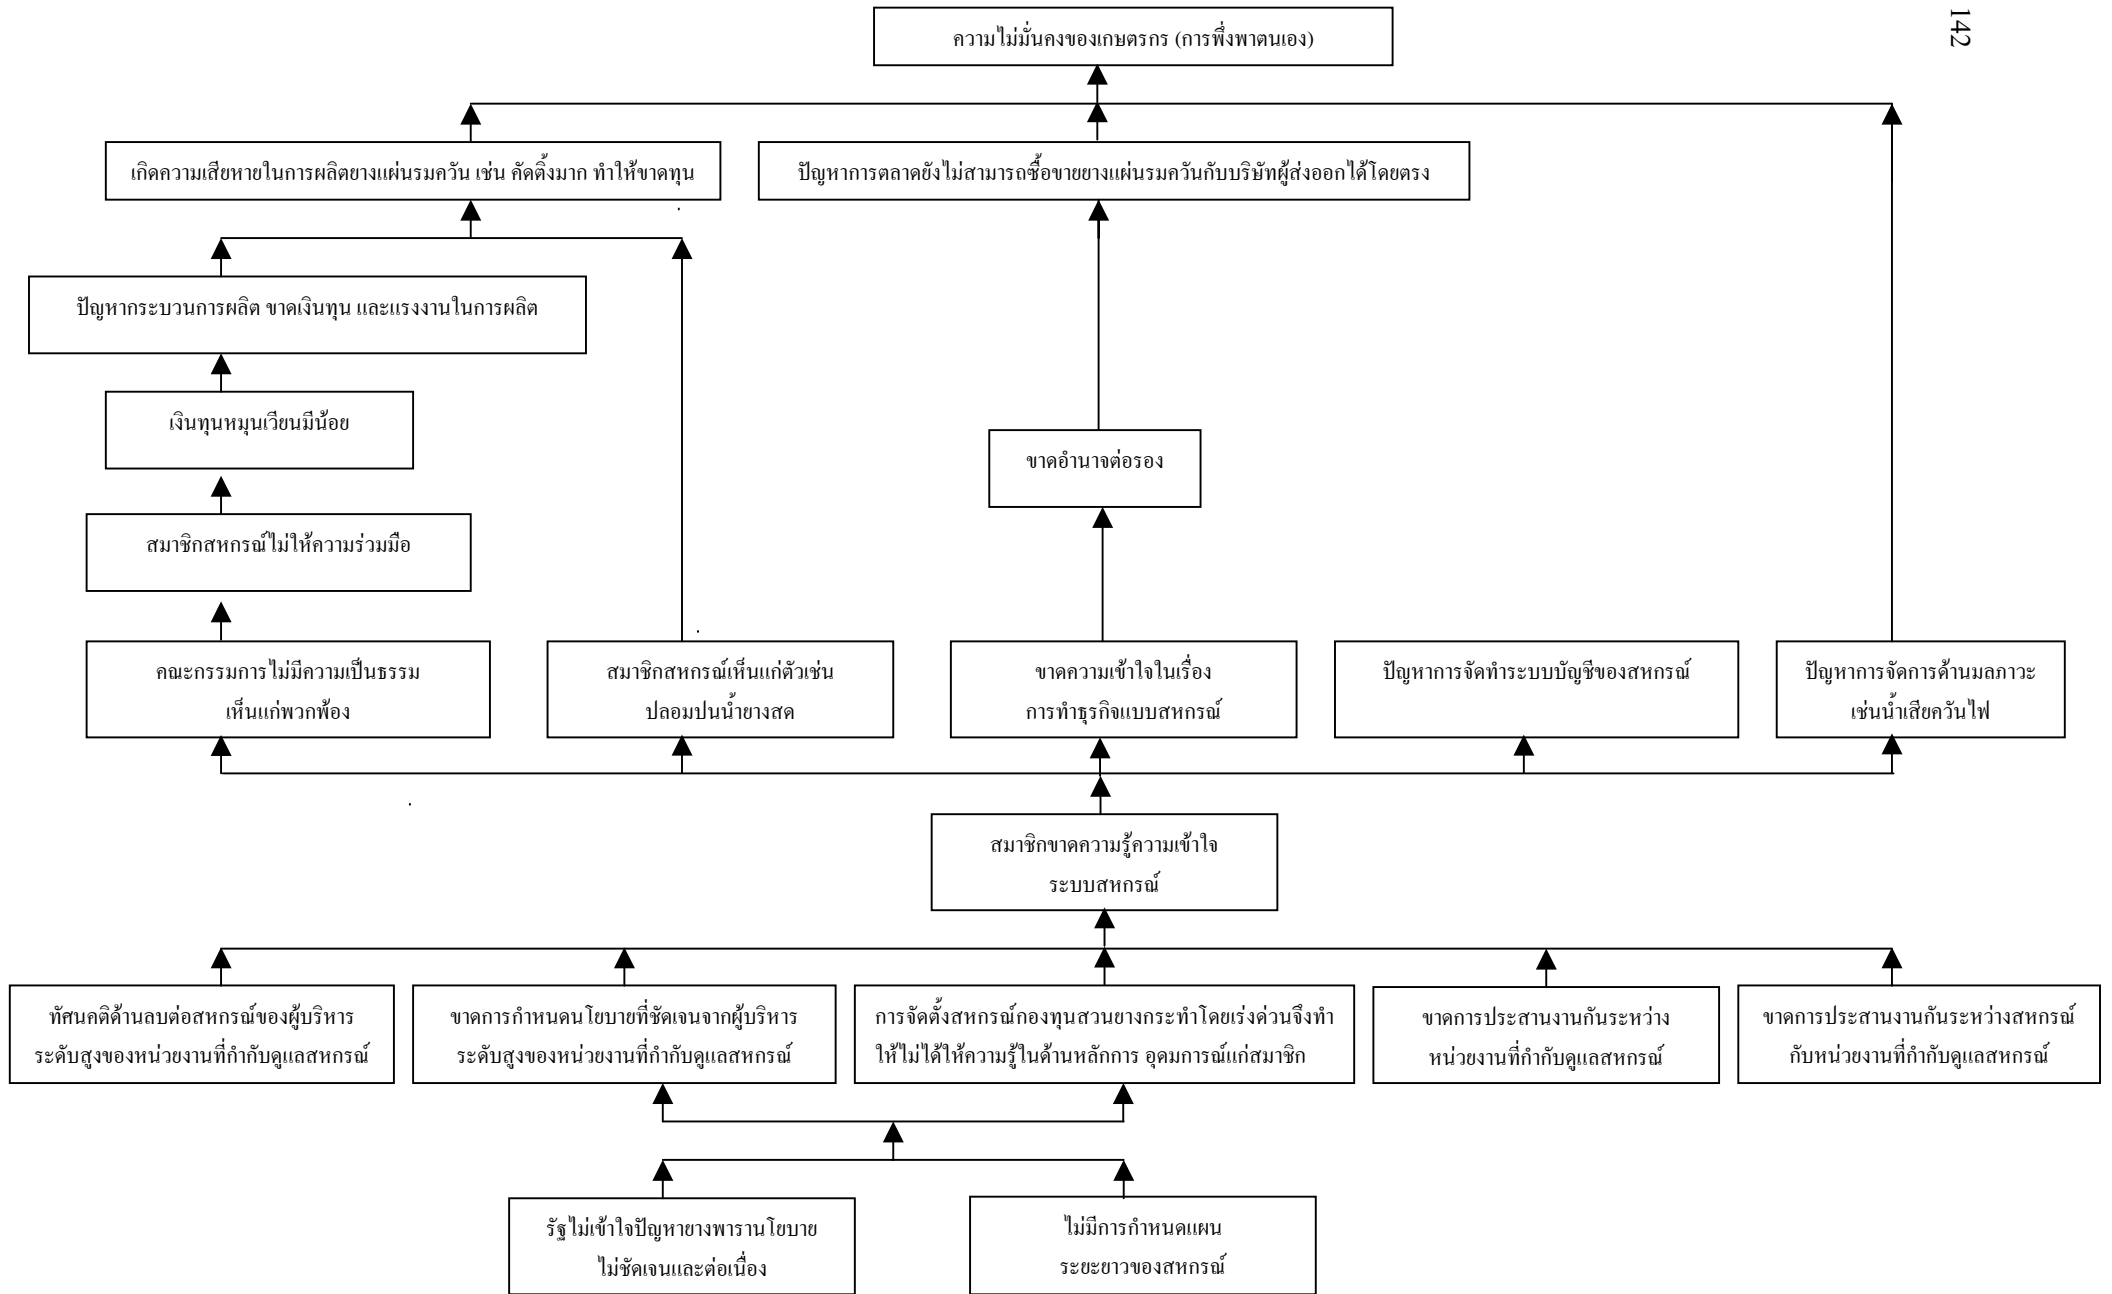 142
ความไม่มั่นคงของเกษตรกร (การพึ่งพาตนเอง)
เกิดความเสียหายในการผลิตยางแผ่นรมควัน เช่น คัดติ้งมาก ทำให้ขาดทุน
ปัญหาการตลาดยังไม่สามารถซื้อขายยางแผ่นรมควันกับบริษัทผู้ส่งออกได้โดยตรง
ปัญหากระบวนการผลิต ขาดเงินทุน และแรงงานในการผลิต
เงินทุนหมุนเวียนมีน้อย
ขาดอำนาจต่อรอง
สมาชิกสหกรณ์ไม่ให้ความร่วมมือ
คณะกรรมการไม่มีความเป็นธรรม
เห็นแก่พวกพ้อง
สมาชิกสหกรณ์เห็นแก่ตัวเช่น
ปลอมปนน้ำยางสด
ขาดความเข้าใจในเรื่อง
การทำธุรกิจแบบสหกรณ์
ปัญหาการจัดทำระบบบัญชีของสหกรณ์
ปัญหาการจัดการด้านมลภาวะ
เช่นน้ำเสียควันไฟ
สมาชิกขาดความรู้ความเข้าใจ
ระบบสหกรณ์
ทัศนคติด้านลบต่อสหกรณ์ของผู้บริหาร
ระดับสูงของหน่วยงานที่กำกับดูแลสหกรณ์
ขาดการกำหนดนโยบายที่ชัดเจนจากผู้บริหาร
ระดับสูงของหน่วยงานที่กำกับดูแลสหกรณ์
การจัดตั้งสหกรณ์กองทุนสวนยางกระทำโดยเร่งด่วนจึงทำ
ให้ไม่ได้ให้ความรู้ในด้านหลักการ อุดมการณ์แก่สมาชิก
ขาดการประสานงานกันระหว่าง
หน่วยงานที่กำกับดูแลสหกรณ์
ขาดการประสานงานกันระหว่างสหกรณ์
กับหน่วยงานที่กำกับดูแลสหกรณ์
รัฐไม่เข้าใจปัญหายางพารานโยบาย
ไม่ชัดเจนและต่อเนื่อง
ไม่มีการกำหนดแผน
ระยะยาวของสหกรณ์